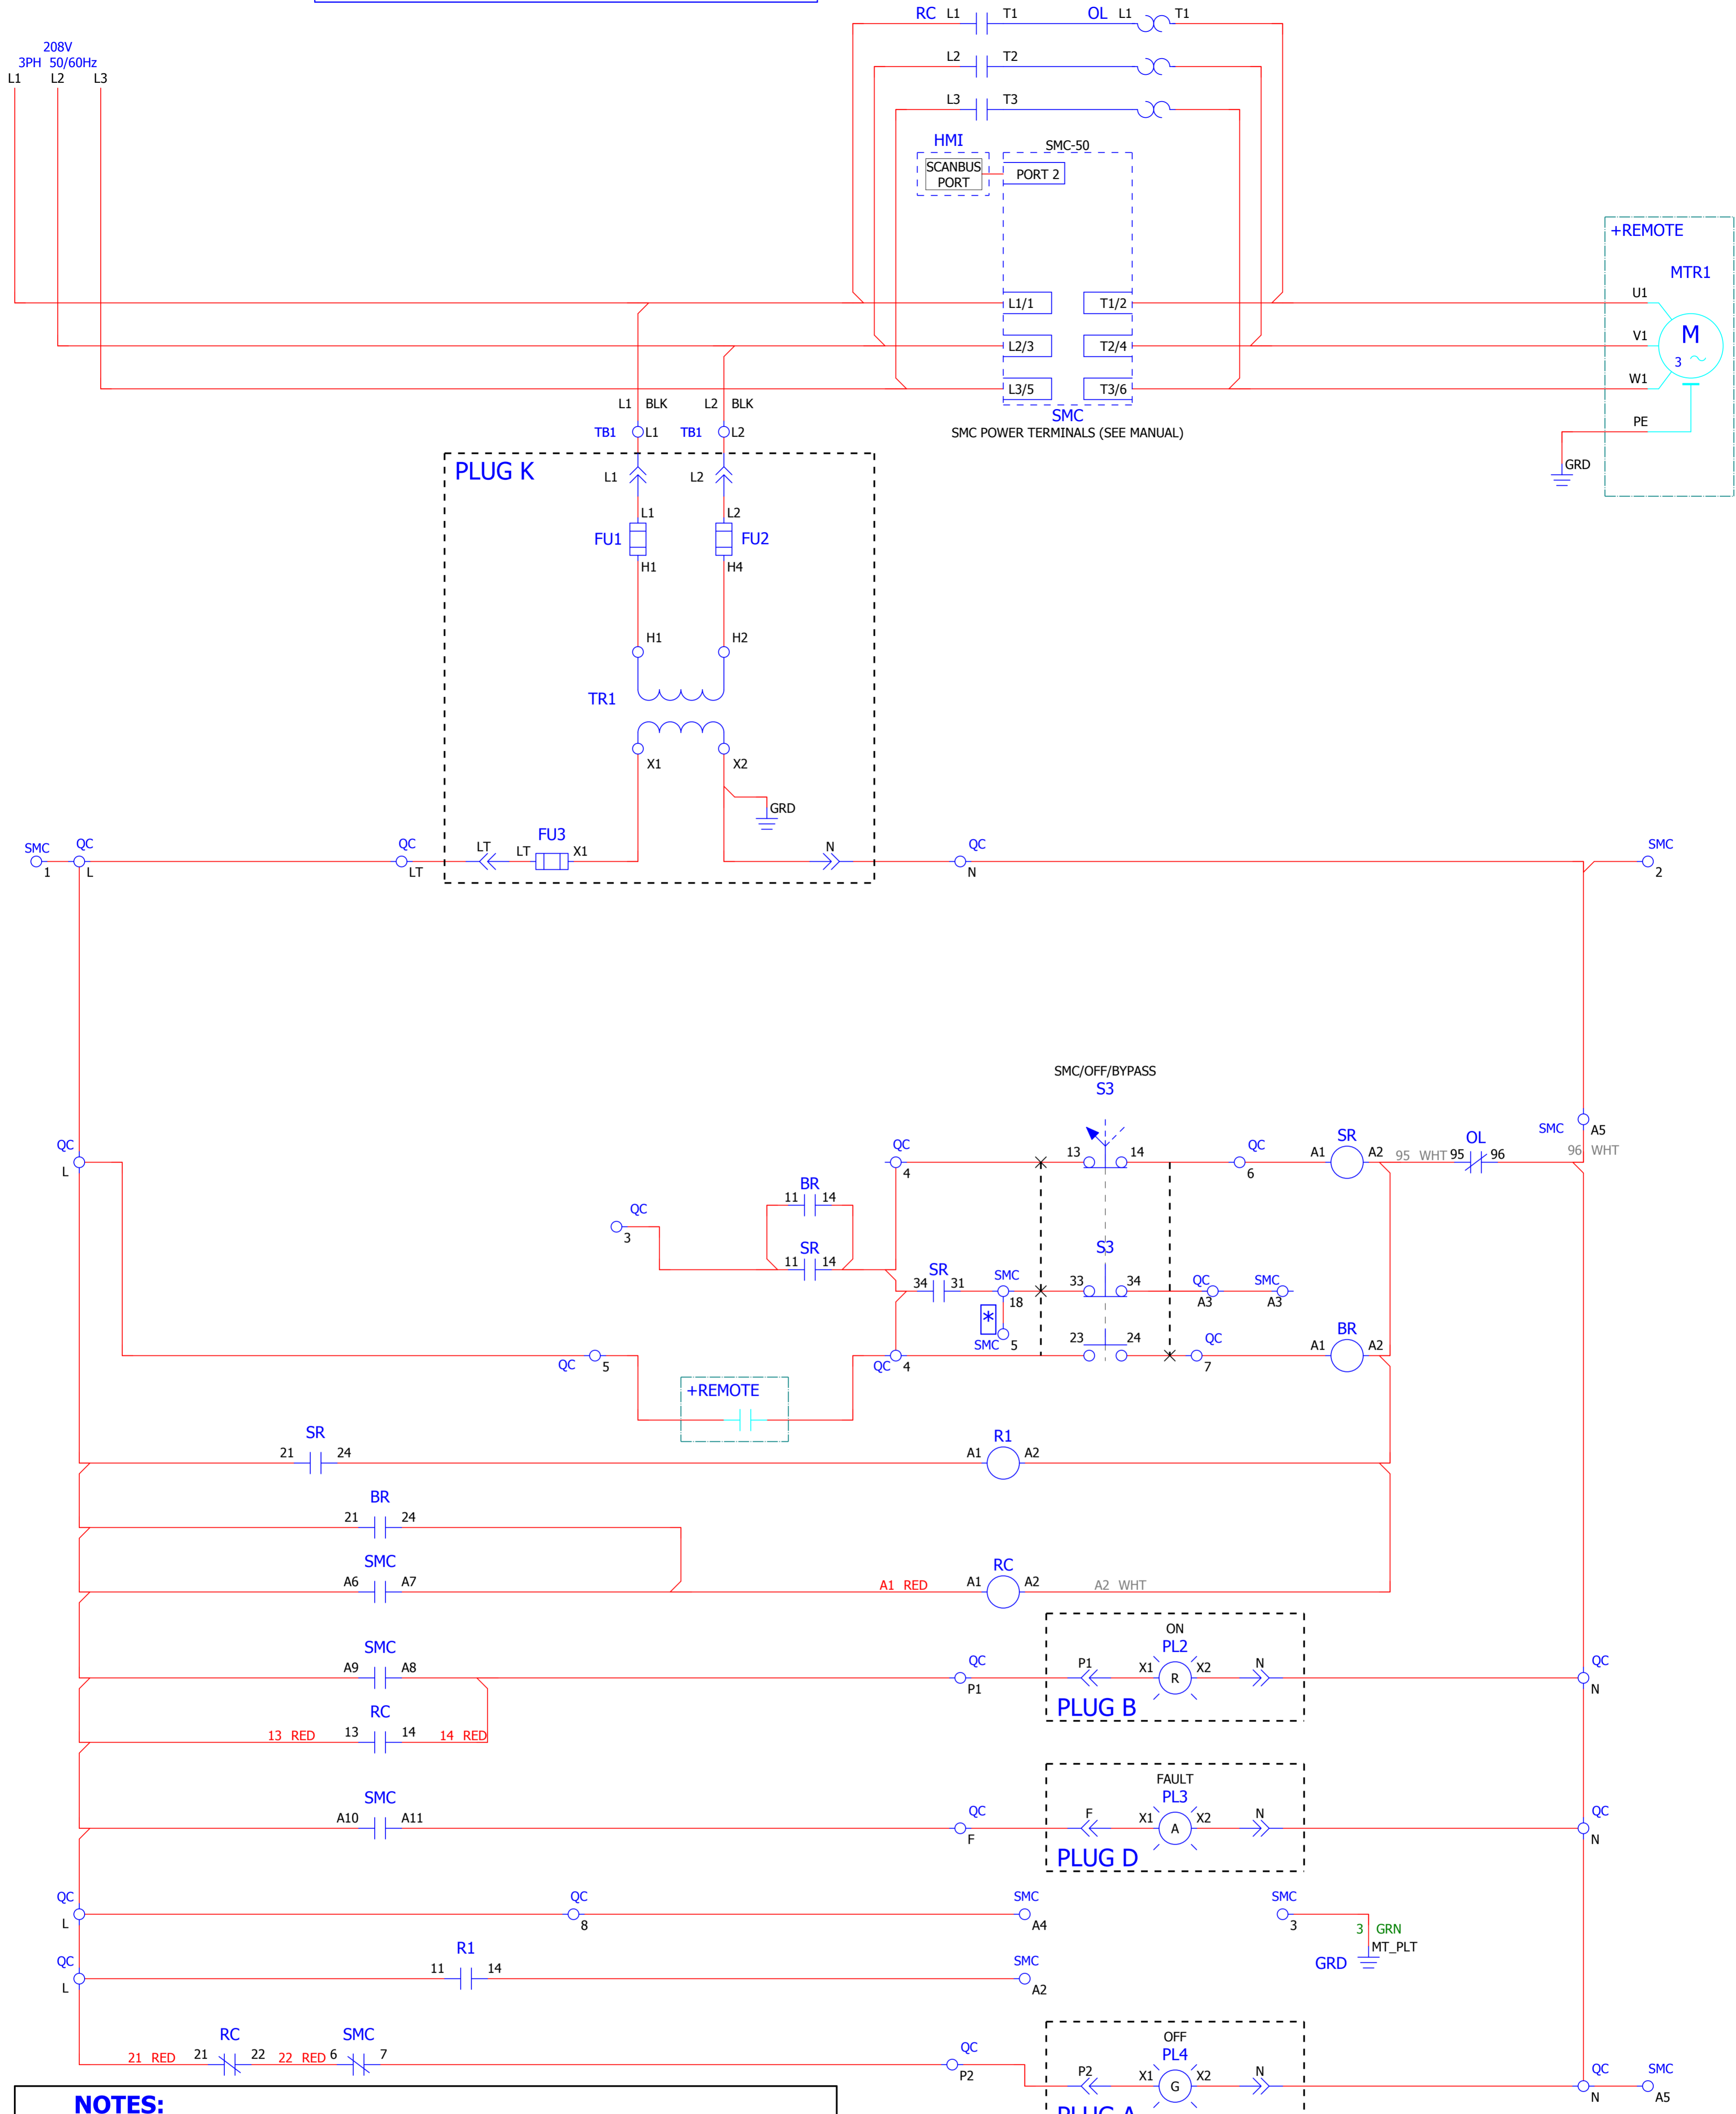 RC L1 T1 OL L1 T1
208V
3PH 50/60Hz
L1 L2 L3
L2 T2
L3 T3
HMI
SMC-50
SCANBUS
PORT
PORT 2
+REMOTE
MTR1
L1/1 T1/2 U1
M
3
L2/3 T2/4 V1
L3/5 T3/6 W1
L1 BLK L2 BLK
SMC
SMC POWER TERMINALS (SEE MANUAL)
PE
GRD
TB1 L1 TB1 L2
PLUG K
L1 L2
L1 L2
FU1 FU2
H1 H4
H1 H2
TR1
X1 X2
GRD
SMC QC QC FU3 QC SMC
LT LT X1 N
1 L LT N 2
SMC/OFF/BYPASS
S3
SMC A5
QC QC 13 14 QC SR OL
L 4 6 A1 A2 95 WHT 95 96 96 WHT
BR
11 14
QC
3
SR
11 14
S3
SR
34 31
SMC
18
33 34
QC
A3
SMC
A3
*
SMC 5
23 24
QC
7
BR
A1 A2
QC 5
QC 4
+REMOTE
SR
21 24
R1
A1 A2
BR
21 24
SMC
A6 A7
RC
A1 RED A1 A2 A2 WHT
ON
PL2
SMC
A9 A8
QC
P1
P1 X1 R X2 N
QC
N
PLUG B
RC
13 RED 13 14 14 RED
FAULT
PL3
SMC
A10 A11
QC
F
F X1 A X2 N
QC
N
PLUG D
QC QC SMC SMC
L 8 A4 3
3 GRN
MT_PLT
GRD
QC R1 SMC
L 11 14 A2
OFF
PL4
RC SMC QC
21 RED 21 22 22 RED 6 7 P2
P2 X1 G X2 N
QC SMC
N A5
NOTES:
PLUG A